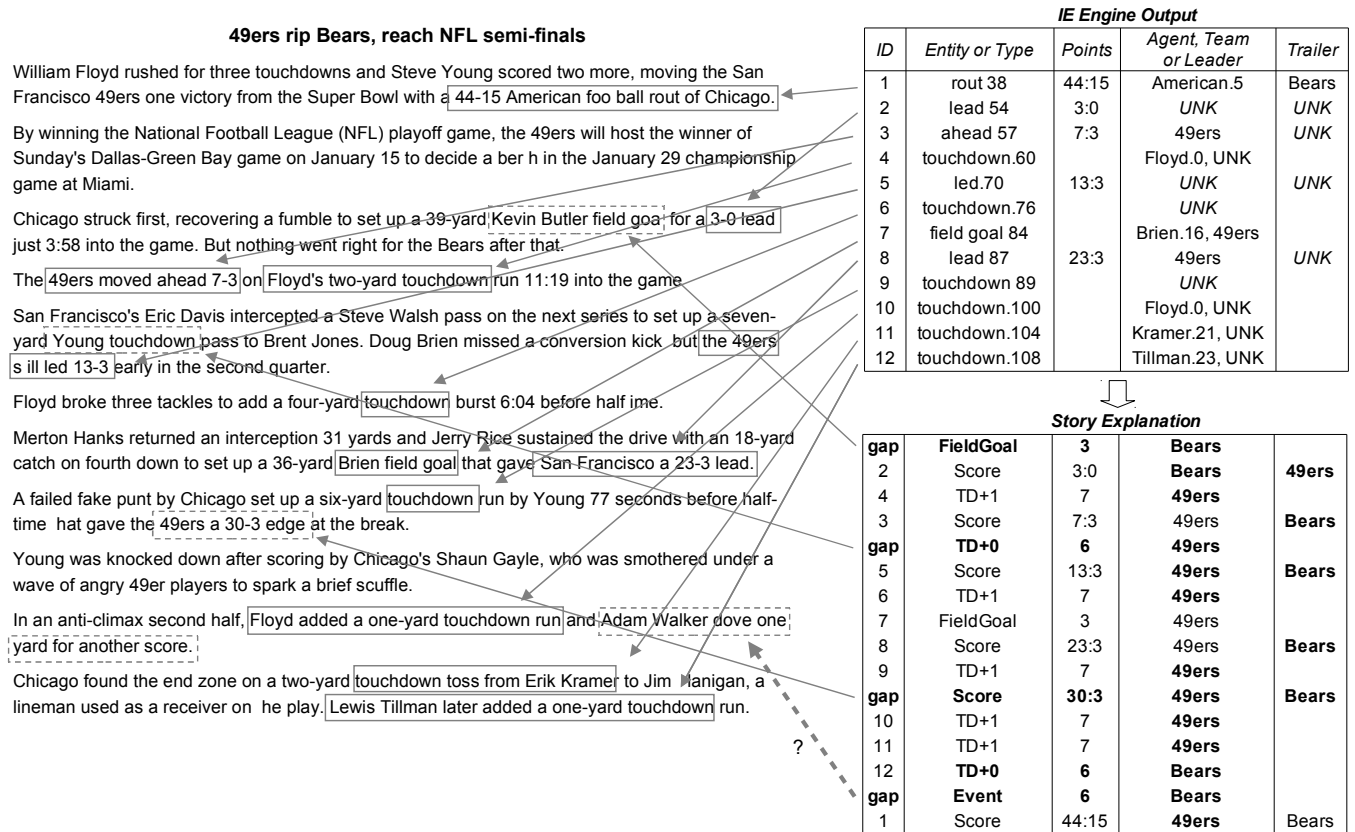 49ers rip Bears, reach NFL semi-finals
William Floyd rushed for three touchdowns and Steve Young scored two more, moving the San
Francisco 49ers one victory from the Super Bowl with a 44-15 American foo ball rout of Chicago.
By winning the National Football League (NFL) playoff game, the 49ers will host the winner of
Sunday's Dallas-Green Bay game on January 15 to decide a ber h in the January 29 championship
game at Miami.
Chicago struck first, recovering a fumble to set up a 39-yard Kevin Butler field goa for a 3-0 lead
just 3:58 into the game. But nothing went right for the Bears after that.
The 49ers moved ahead 7-3 on Floyd's two-yard touchdown run 11:19 into the game
San Francisco's Eric Davis intercepted a Steve Walsh pass on the next series to set up a seven-
yard Young touchdown pass to Brent Jones. Doug Brien missed a conversion kick but the 49ers
s ill led 13-3 early in the second quarter.
Floyd broke three tackles to add a four-yard touchdown burst 6:04 before half ime.
Merton Hanks returned an interception 31 yards and Jerry Rice sustained the drive with an 18-yard
catch on fourth down to set up a 36-yard Brien field goal that gave San Francisco a 23-3 lead.
A failed fake punt by Chicago set up a six-yard touchdown run by Young 77 seconds before half-
time hat gave the 49ers a 30-3 edge at the break.
Young was knocked down after scoring by Chicago's Shaun Gayle, who was smothered under a
wave of angry 49er players to spark a brief scuffle.
In an anti-climax second half, Floyd added a one-yard touchdown run and Adam Walker dove one
yard for another score.
Chicago found the end zone on a two-yard touchdown toss from Erik Kramer to Jim lanigan, a
lineman used as a receiver on he play. Lewis Tillman later added a one-yard touchdown run.
?
IE Engine Output
ID Entity or Type Points Agent, Team or Leader Trailer
1 rout 38 44:15 American.5 Bears
2 lead 54 3:0 UNK UNK
3 ahead 57 7:3 49ers UNK
4 touchdown.60 Floyd.0, UNK
5 led.70 13:3 UNK UNK
6 touchdown.76 UNK
7 field goal 84 Brien.16, 49ers
8 lead 87 23:3 49ers UNK
9 touchdown 89 UNK
10 touchdown.100 Floyd.0, UNK
11 touchdown.104 Kramer.21, UNK
12 touchdown.108 Tillman.23, UNK
Story Explanation
gap FieldGoal 3 Bears
2 Score 3:0 Bears 49ers
4 TD+1 7 49ers
3 Score 7:3 49ers Bears
gap TD+0 6 49ers
5 Score 13:3 49ers Bears
6 TD+1 7 49ers
7 FieldGoal 3 49ers
8 Score 23:3 49ers Bears
9 TD+1 7 49ers
gap Score 30:3 49ers Bears
10 TD+1 7 49ers
11 TD+1 7 49ers
12 TD+0 6 Bears
gap Event 6 Bears
1 Score 44:15 49ers Bears